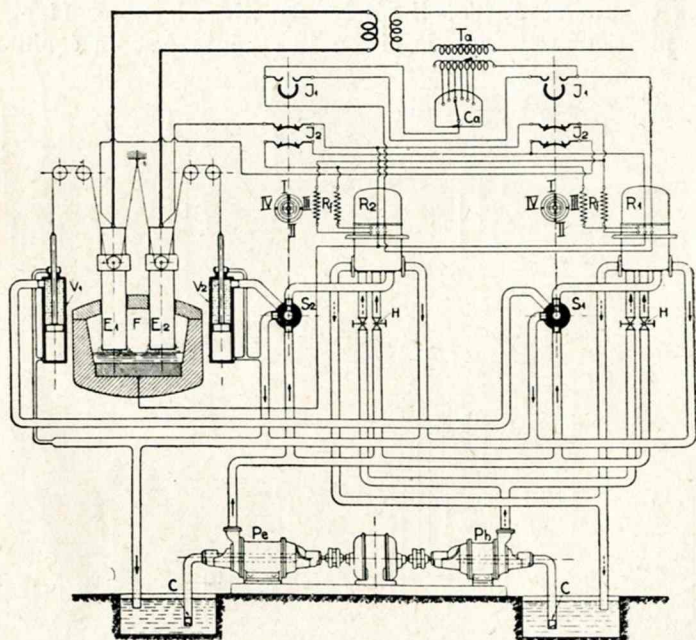 Ta
J₁
J₁
Ca
J₂
J₂
I
IV
III
II
R₁
R₂
I
IV
III
II
R₁
R₁
V₁
V₂
E₁
F
E₂
S₂
H
S₁
H
Pe
Ph
C
C